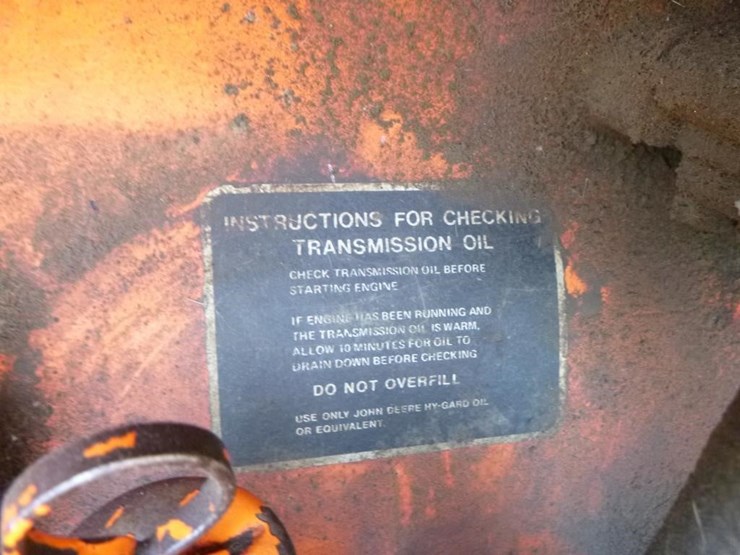 INSTRUCTIONS FOR CHECKING
TRANSMISSION OIL
CHECK TRANSMISSION OIL BEFORE
STARTING ENGINE
IF ENGINE HAS BEEN RUNNING AND
THE TRANSMISSION OIL IS WARM,
ALLOW 10 MINUTES FOR OIL TO
DRAIN DOWN BEFORE CHECKING
DO NOT OVERFILL
USE ONLY JOHN DEERE HY-GARD OIL
OR EQUIVALENT